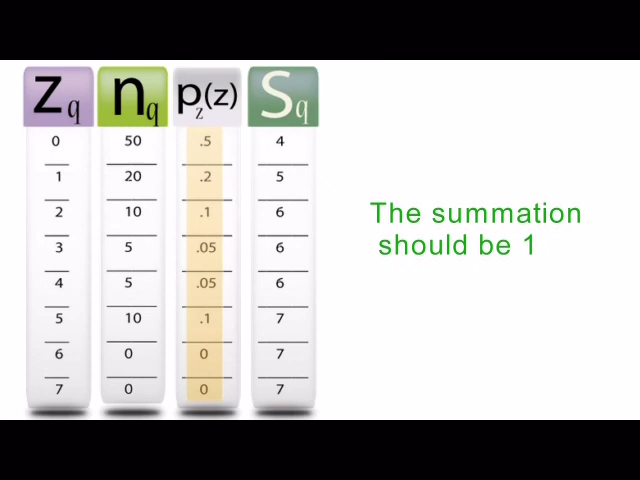 Zq nq pz(z) Sq
0 50 .5 4
1 20 .2 5
2 10 .1 6
3 5 .05 6
4 5 .05 6
5 10 .1 7
6 0 0 7
7 0 0 7
The summation
should be 1